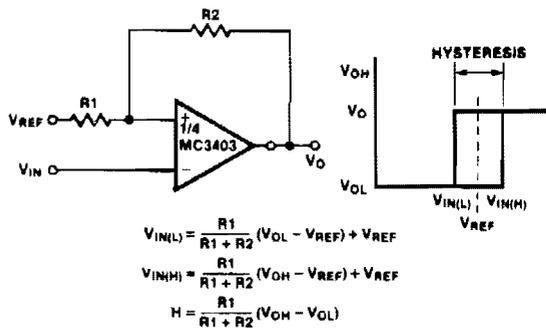 R2
HYSTERESIS
VOH
R1
VREF
VO
+
1/4
MC3403
VIN
−
VO
VOL
VIN(L) VIN(H)
VREF
VIN(L) = R1/(R1 + R2) (VOL − VREF) + VREF
VIN(H) = R1/(R1 + R2) (VOH − VREF) + VREF
H = R1/(R1 + R2) (VOH − VOL)